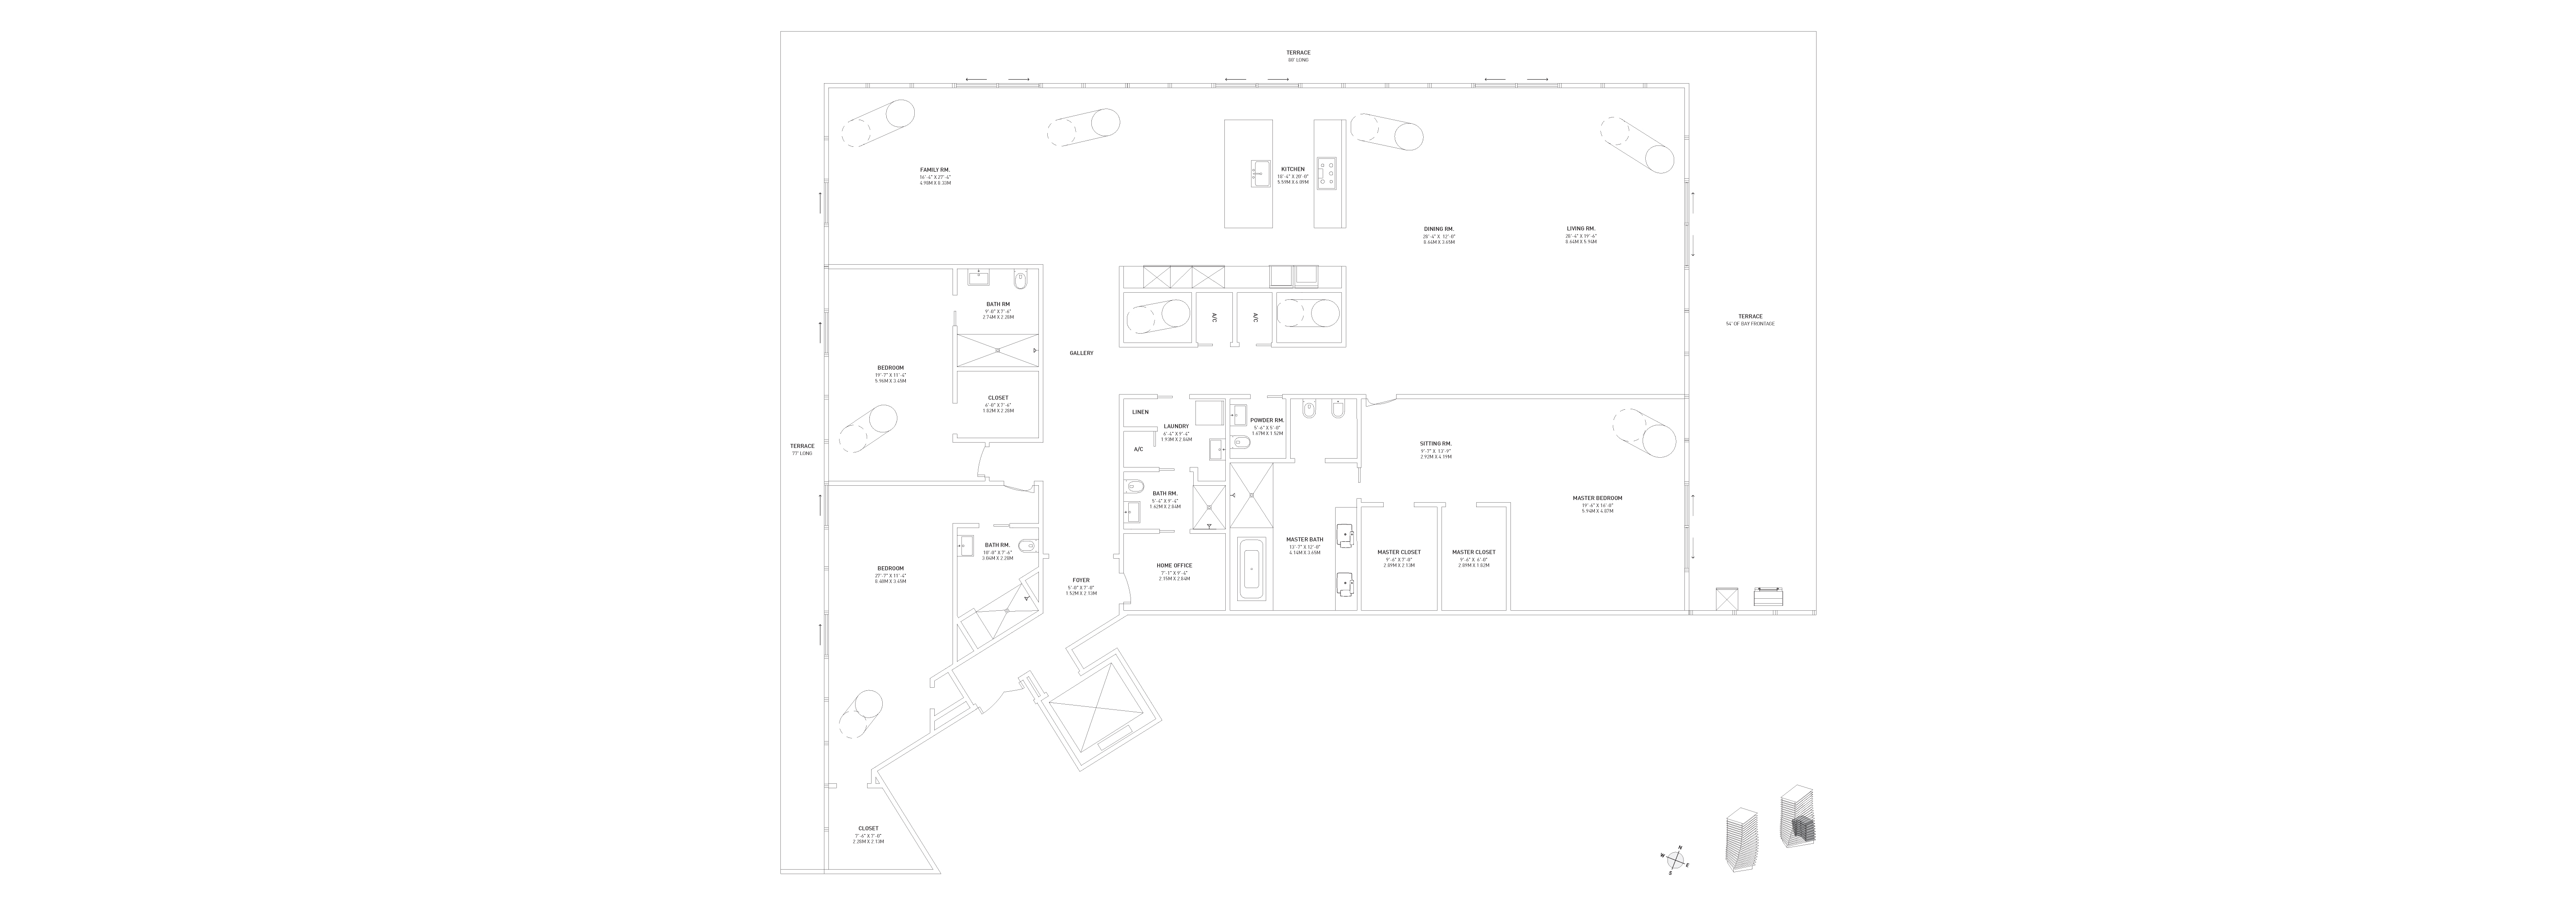 TERRACE
80' LONG
FAMILY RM.
16'-4" X 27'-4"
4.98M X 8.33M
KITCHEN
18'-4" X 20'-0"
5.59M X 6.09M
DINING RM.
28'-4" X 12'-0"
8.64M X 3.65M
LIVING RM.
28'-4" X 19'-6"
8.64M X 5.94M
BATH RM
9'-0" X 7'-6"
2.74M X 2.28M
A/C
A/C
TERRACE
54' OF BAY FRONTAGE
GALLERY
BEDROOM
19'-7" X 11'-4"
5.96M X 3.45M
CLOSET
6'-0" X 7'-6"
1.82M X 2.28M
LINEN
LAUNDRY
6'-4" X 9'-4"
1.93M X 2.84M
POWDER RM.
5'-6" X 5'-0"
1.67M X 1.52M
TERRACE
77' LONG
A/C
SITTING RM.
9'-7" X 13'-9"
2.92M X 4.19M
BATH RM.
5'-4" X 9'-4"
1.62M X 2.84M
MASTER BEDROOM
19'-6" X 16'-0"
5.94M X 4.87M
BATH RM.
10'-0" X 7'-6"
3.04M X 2.28M
MASTER BATH
13'-7" X 12'-0"
4.14M X 3.65M
MASTER CLOSET
9'-6" X 7'-0"
2.89M X 2.13M
MASTER CLOSET
9'-6" X 6'-0"
2.89M X 1.82M
BEDROOM
27'-7" X 11'-4"
8.40M X 3.45M
HOME OFFICE
7'-1" X 9'-4"
2.15M X 2.84M
FOYER
5'-0" X 7'-0"
1.52M X 2.13M
CLOSET
7'-6" X 7'-0"
2.28M X 2.13M
N
W
E
S